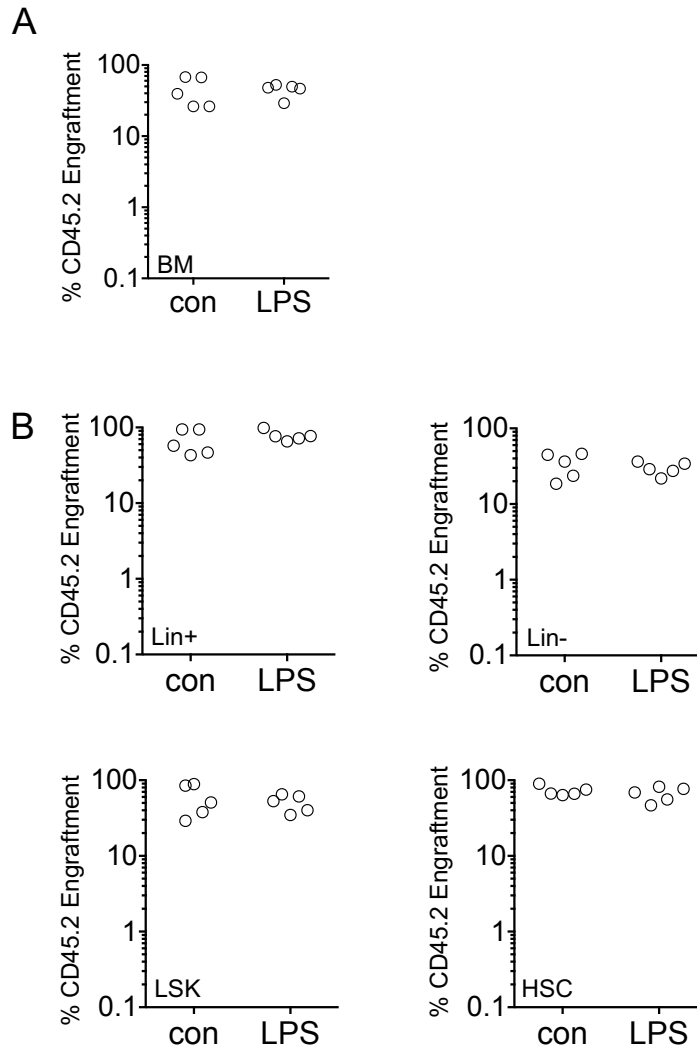 A
% CD45.2 Engraftment
100
10
1
0.1
BM
con LPS
B
% CD45.2 Engraftment
100
10
1
0.1
Lin+
con LPS
% CD45.2 Engraftment
100
10
1
0.1
Lin-
con LPS
% CD45.2 Engraftment
100
10
1
0.1
LSK
con LPS
% CD45.2 Engraftment
100
10
1
0.1
HSC
con LPS